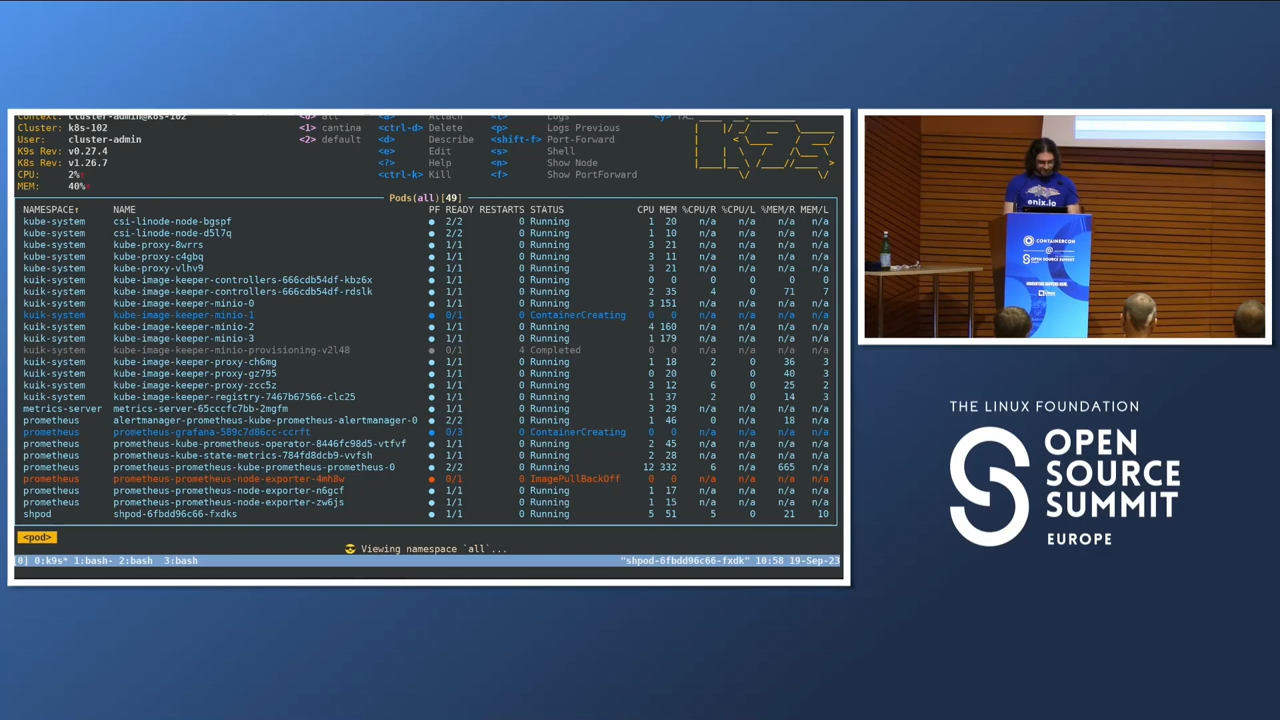 Context: cluster-admin@k8s-102 <0> all <a> Attach <l> Logs <y>
Cluster: k8s-102 <1> cantina <ctrl-d> Delete <p> Logs Previous
User: cluster-admin <2> default <d> Describe <shift-f> Port-Forward
K9s Rev: v0.27.4 <e> Edit <s> Shell
K8s Rev: v1.26.7 <?> Help <n> Show Node
CPU: 2% <ctrl-k> Kill <f> Show PortForward
MEM: 40%
Pods(all)[49]
NAMESPACE↑ NAME PF READY RESTARTS STATUS CPU MEM %CPU/R %CPU/L %MEM/R MEM/L
kube-system csi-linode-node-bgspf ● 2/2 0 Running 1 20 n/a n/a n/a n/a
kube-system csi-linode-node-d5l7q ● 2/2 0 Running 1 10 n/a n/a n/a n/a
kube-system kube-proxy-8wrrs ● 1/1 0 Running 3 21 n/a n/a n/a n/a
kube-system kube-proxy-c4gbq ● 1/1 0 Running 3 11 n/a n/a n/a n/a
kube-system kube-proxy-vlhv9 ● 1/1 0 Running 3 21 n/a n/a n/a n/a
kuik-system kube-image-keeper-controllers-666cdb54df-kbz6x ● 1/1 0 Running 0 0 0 0 0 0
kuik-system kube-image-keeper-controllers-666cdb54df-rdslk ● 1/1 0 Running 2 35 4 0 71 7
kuik-system kube-image-keeper-minio-0 ● 1/1 0 Running 3 151 n/a n/a n/a n/a
kuik-system kube-image-keeper-minio-1 ● 0/1 0 ContainerCreating 0 0 n/a n/a n/a n/a
kuik-system kube-image-keeper-minio-2 ● 1/1 0 Running 4 160 n/a n/a n/a n/a
kuik-system kube-image-keeper-minio-3 ● 1/1 0 Running 1 179 n/a n/a n/a n/a
kuik-system kube-image-keeper-minio-provisioning-v2l48 ● 0/1 4 Completed 0 0 n/a n/a n/a n/a
kuik-system kube-image-keeper-proxy-ch6mg ● 1/1 0 Running 1 18 2 0 36 3
kuik-system kube-image-keeper-proxy-gz795 ● 1/1 0 Running 0 20 0 0 40 3
kuik-system kube-image-keeper-proxy-zcc5z ● 1/1 0 Running 3 12 6 0 25 2
kuik-system kube-image-keeper-registry-7467b67566-clc25 ● 1/1 0 Running 1 37 2 0 14 3
metrics-server metrics-server-65cccfc7bb-2mgfm ● 1/1 0 Running 3 29 n/a n/a n/a n/a
prometheus alertmanager-prometheus-kube-prometheus-alertmanager-0 ● 2/2 0 Running 1 46 0 n/a 18 n/a
prometheus prometheus-grafana-589c7d86cc-ccrft ● 0/3 0 ContainerCreating 0 0 n/a n/a n/a n/a
prometheus prometheus-kube-prometheus-operator-8446fc98d5-vtfvf ● 1/1 0 Running 2 45 n/a n/a n/a n/a
prometheus prometheus-kube-state-metrics-784fd8dcb9-vvfsh ● 1/1 0 Running 2 28 n/a n/a n/a n/a
prometheus prometheus-prometheus-kube-prometheus-prometheus-0 ● 2/2 0 Running 12 332 6 n/a 665 n/a
prometheus prometheus-prometheus-node-exporter-4mh8w ● 0/1 0 ImagePullBackOff 0 0 n/a n/a n/a n/a
prometheus prometheus-prometheus-node-exporter-n6gcf ● 1/1 0 Running 1 17 n/a n/a n/a n/a
prometheus prometheus-prometheus-node-exporter-zw6js ● 1/1 0 Running 1 15 n/a n/a n/a n/a
shpod shpod-6fbdd96c66-fxdks ● 1/1 0 Running 5 51 5 0 21 10
<pod>
Viewing namespace `all`...
[0] 0:k9s* 1:bash- 2:bash 3:bash "shpod-6fbdd96c66-fxdk" 10:58 19-Sep-23
enix.io
CONTAINERCON
@
OPEN SOURCE SUMMIT
THE LINUX FOUNDATION
OPEN
SOURCE
SUMMIT
EUROPE